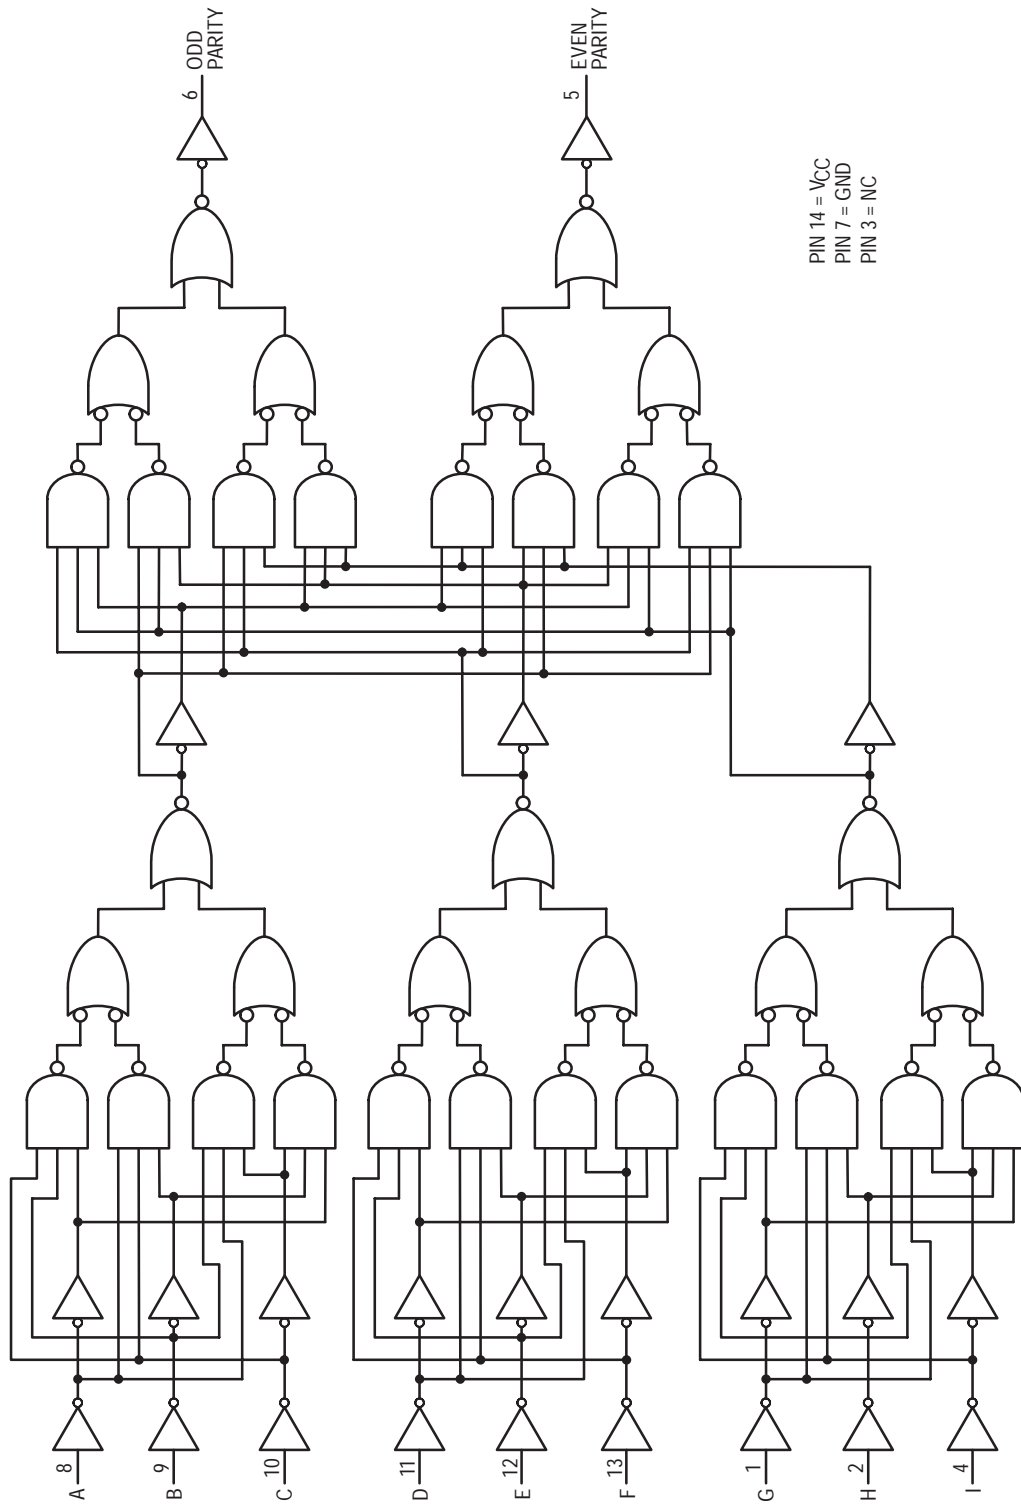 A 8
B 9
C 10
D 11
E 12
F 13
G 1
H 2
I 4
6 ODD
PARITY
5 EVEN
PARITY
PIN 14 = VCC
PIN 7 = GND
PIN 3 = NC